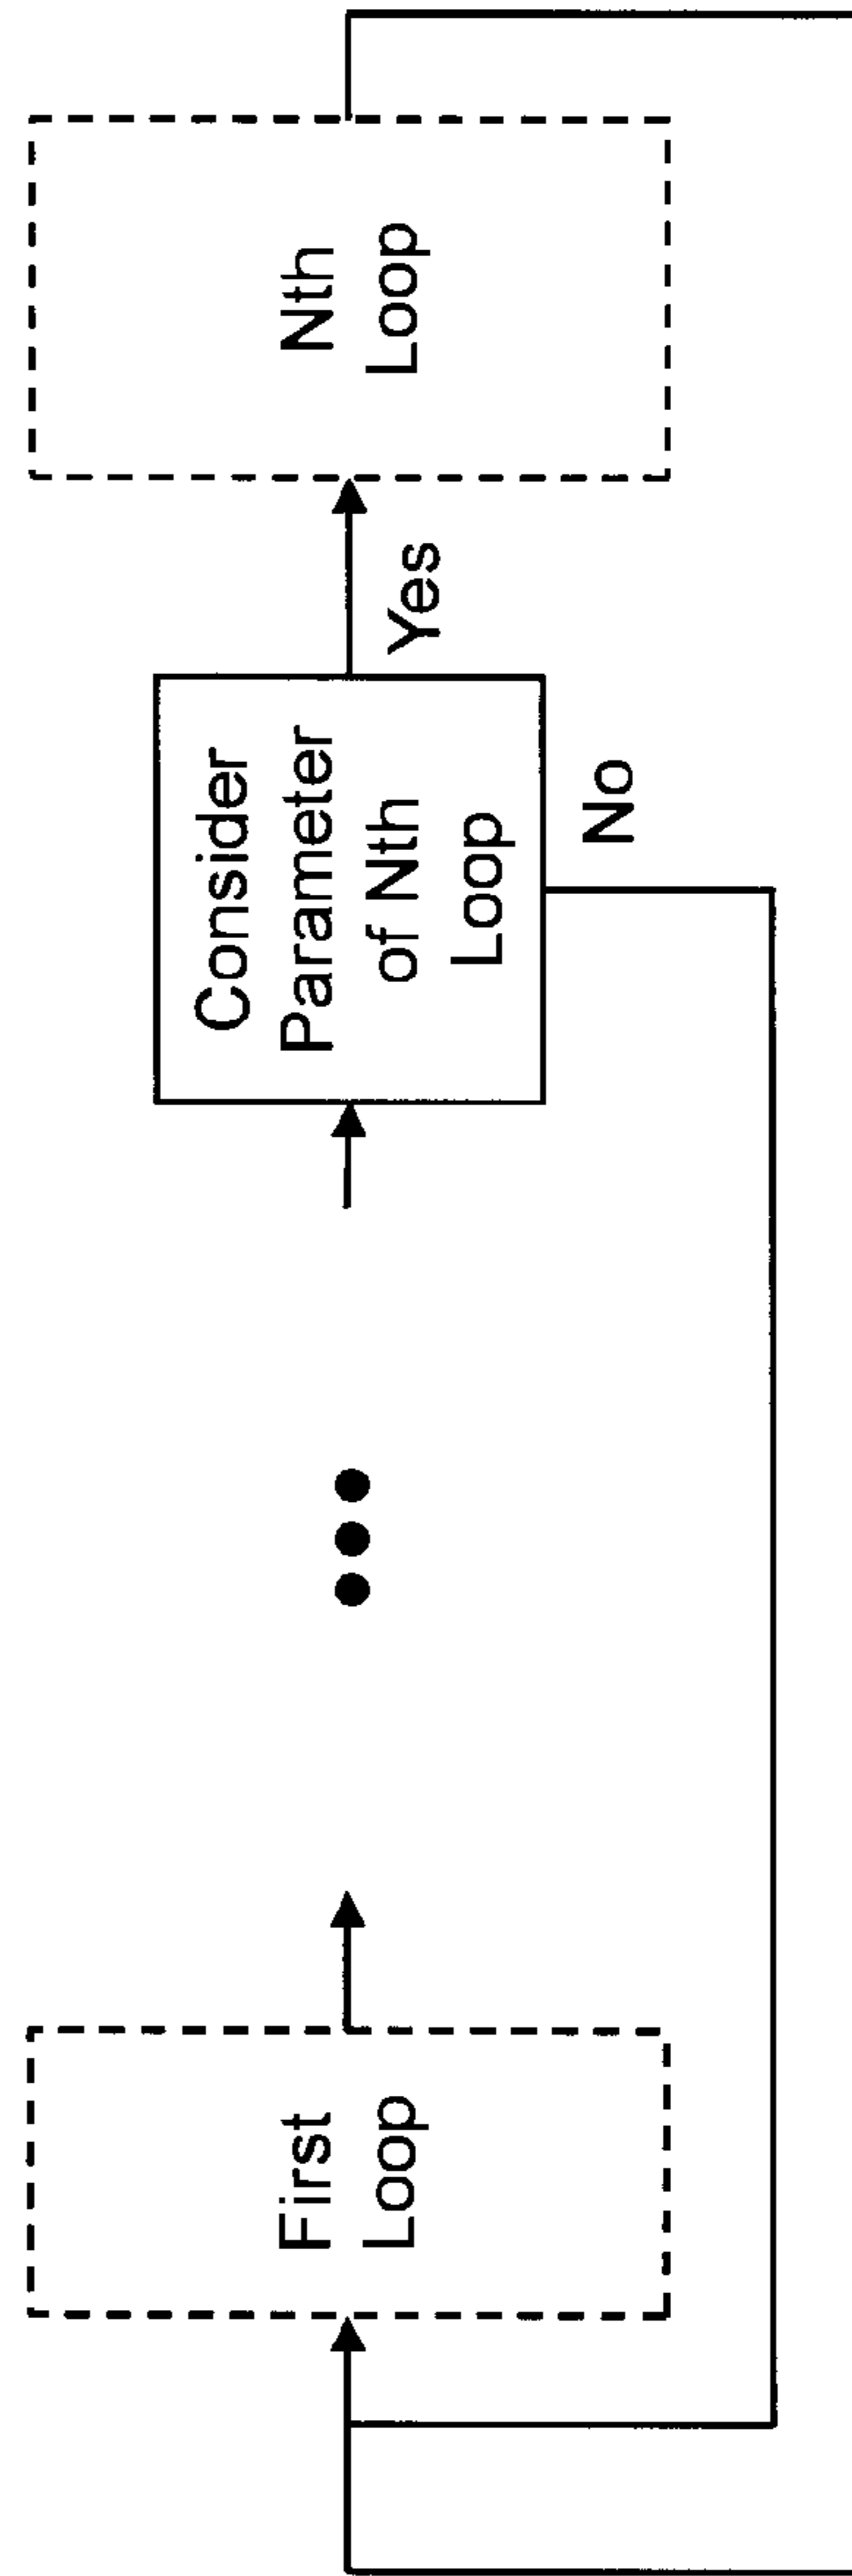 First
Loop
Consider
Parameter
of Nth
Loop
Yes
No
Nth
Loop